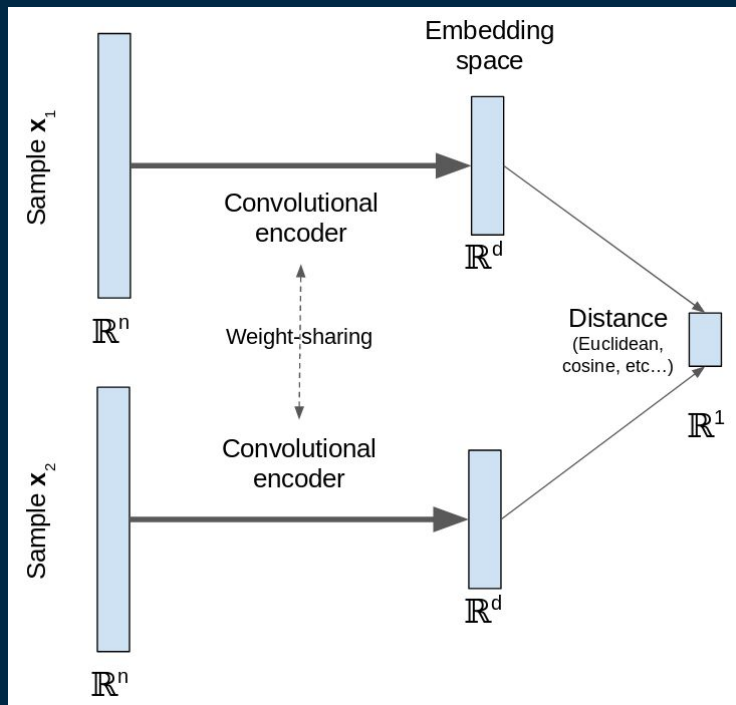 Embedding
space
Sample x₁
Convolutional
encoder
ℝᵈ
ℝⁿ
Weight-sharing
Distance
(Euclidean,
cosine, etc...)
ℝ¹
Sample x₂
Convolutional
encoder
ℝᵈ
ℝⁿ